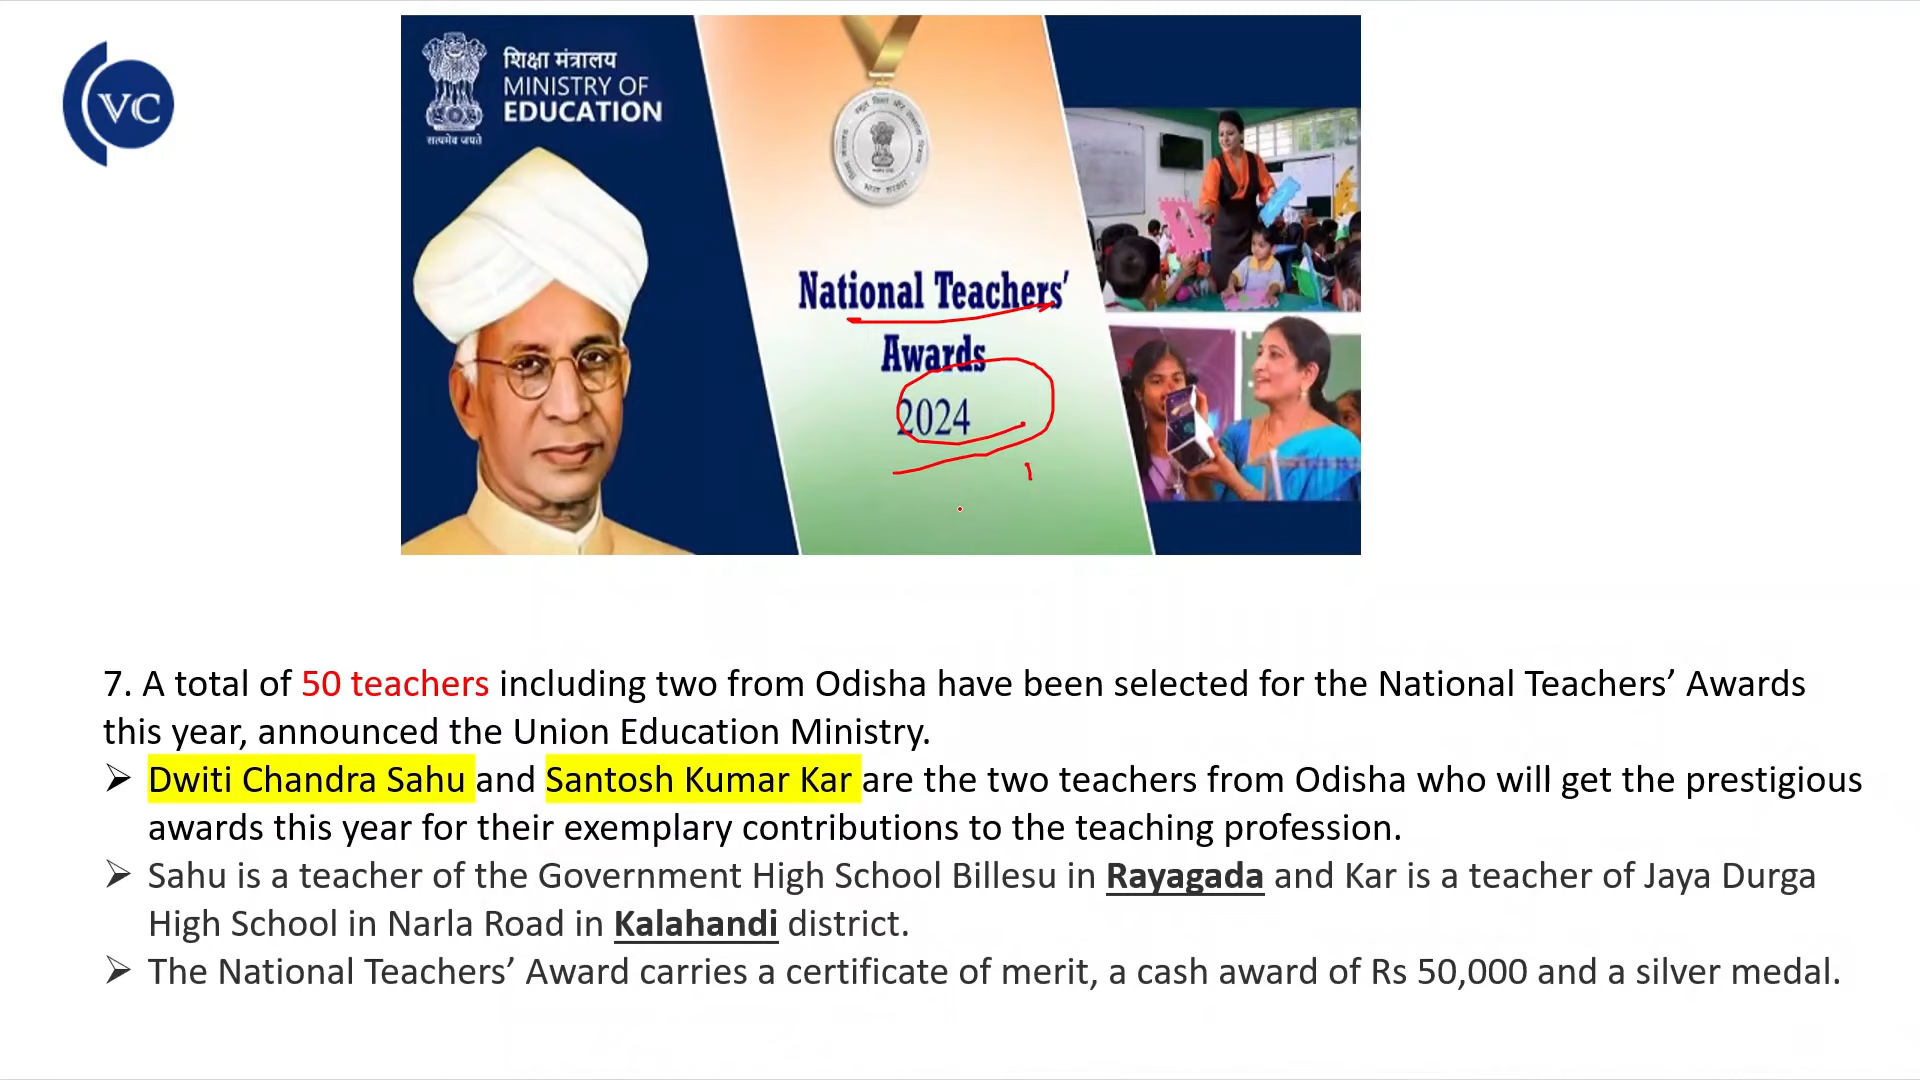 VC
शिक्षा मंत्रालय
MINISTRY OF
EDUCATION
सत्यमेव जयते
National Teachers’
Awards
2024
7. A total of 50 teachers including two from Odisha have been selected for the National Teachers’ Awards
this year, announced the Union Education Ministry.
➢ Dwiti Chandra Sahu and Santosh Kumar Kar are the two teachers from Odisha who will get the prestigious
awards this year for their exemplary contributions to the teaching profession.
➢ Sahu is a teacher of the Government High School Billesu in Rayagada and Kar is a teacher of Jaya Durga
High School in Narla Road in Kalahandi district.
➢ The National Teachers’ Award carries a certificate of merit, a cash award of Rs 50,000 and a silver medal.